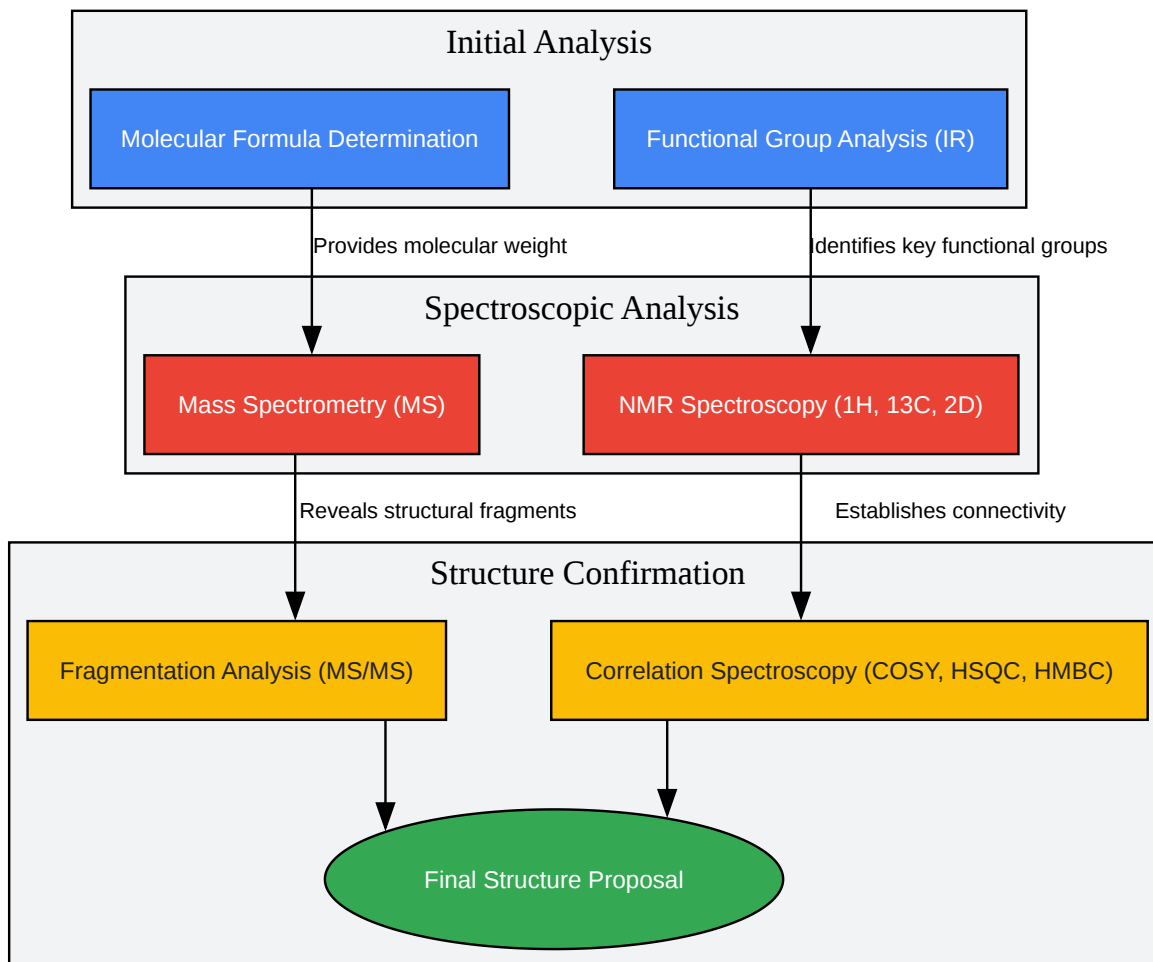 Initial Analysis
Molecular Formula Determination
Functional Group Analysis (IR)
Provides molecular weight
Identifies key functional groups
Spectroscopic Analysis
Mass Spectrometry (MS)
NMR Spectroscopy (1H, 13C, 2D)
Reveals structural fragments
Establishes connectivity
Structure Confirmation
Fragmentation Analysis (MS/MS)
Correlation Spectroscopy (COSY, HSQC, HMBC)
Final Structure Proposal